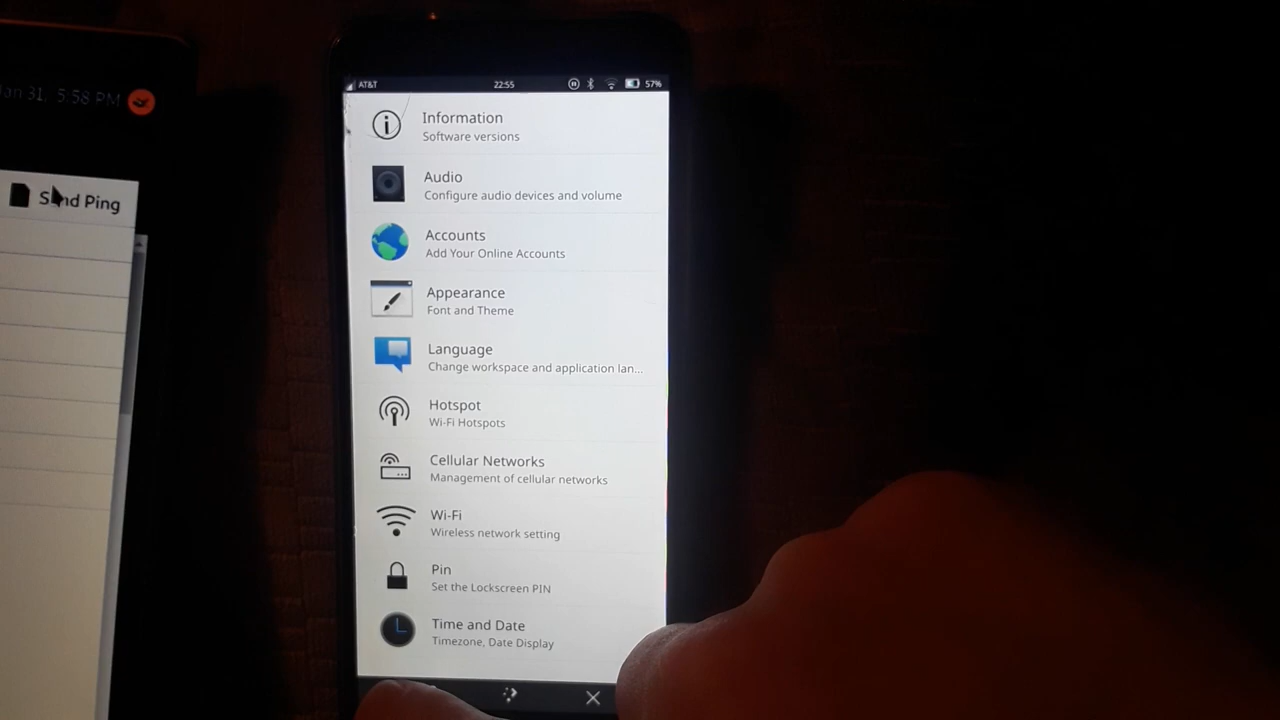 Jan 31, 5:58 PM
Send Ping
AT&T 22:55 57%
Information
Software versions
Audio
Configure audio devices and volume
Accounts
Add Your Online Accounts
Appearance
Font and Theme
Language
Change workspace and application lan...
Hotspot
Wi-Fi Hotspots
Cellular Networks
Management of cellular networks
Wi-Fi
Wireless network setting
Pin
Set the Lockscreen PIN
Time and Date
Timezone, Date Display